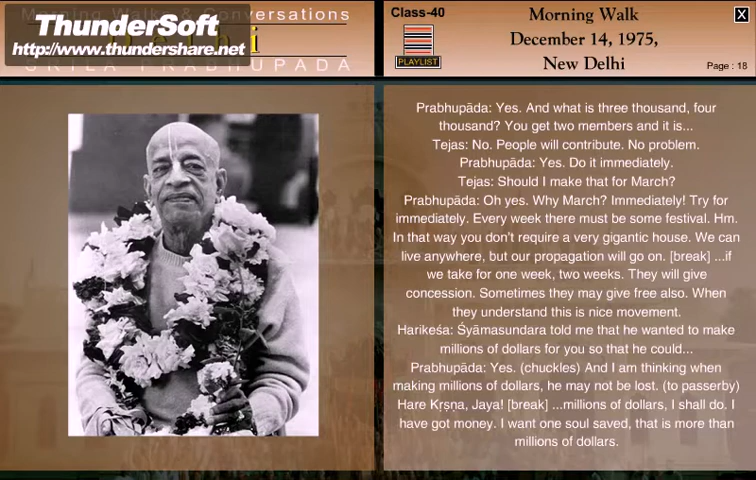 Morning Walks & Conversations
ThunderSoft
http://www.thundershare.net
SRILA PRABHUPADA
Class-40
PLAYLIST
Morning Walk
December 14, 1975,
New Delhi
X
Page : 18
Prabhupāda: Yes. And what is three thousand, four
thousand? You get two members and it is...
Tejas: No. People will contribute. No problem.
Prabhupāda: Yes. Do it immediately.
Tejas: Should I make that for March?
Prabhupāda: Oh yes. Why March? Immediately! Try for
immediately. Every week there must be some festival. Hm.
In that way you don't require a very gigantic house. We can
live anywhere, but our propagation will go on. [break] ...if
we take for one week, two weeks. They will give
concession. Sometimes they may give free also. When
they understand this is nice movement.
Harikeśa: Śyāmasundara told me that he wanted to make
millions of dollars for you so that he could...
Prabhupāda: Yes. (chuckles) And I am thinking when
making millions of dollars, he may not be lost. (to passerby)
Hare Kṛṣṇa, Jaya! [break] ...millions of dollars, I shall do. I
have got money. I want one soul saved, that is more than
millions of dollars.